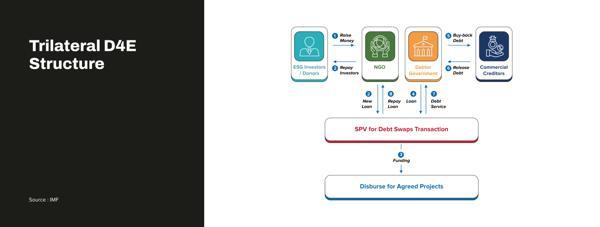 Trilateral D4E
Structure
Source : IMF
1 Raise
Money
5 Buy-back
Debt
ESG Investors
/ Donors
NGO
Debtor
Government
Commercial
Creditors
Repay
Investors
Release
Debt
2 New
Loan
8 Repay
Loan
4 Loan
7 Debt
Service
SPV for Debt Swaps Transaction
3
Funding
Disburse for Agreed Projects